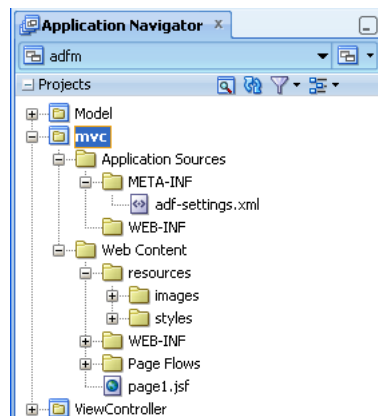 Application Navigator
adfm
Projects
Model
mvc
Application Sources
META-INF
adf-settings.xml
WEB-INF
Web Content
resources
images
styles
WEB-INF
Page Flows
page1.jsf
ViewController